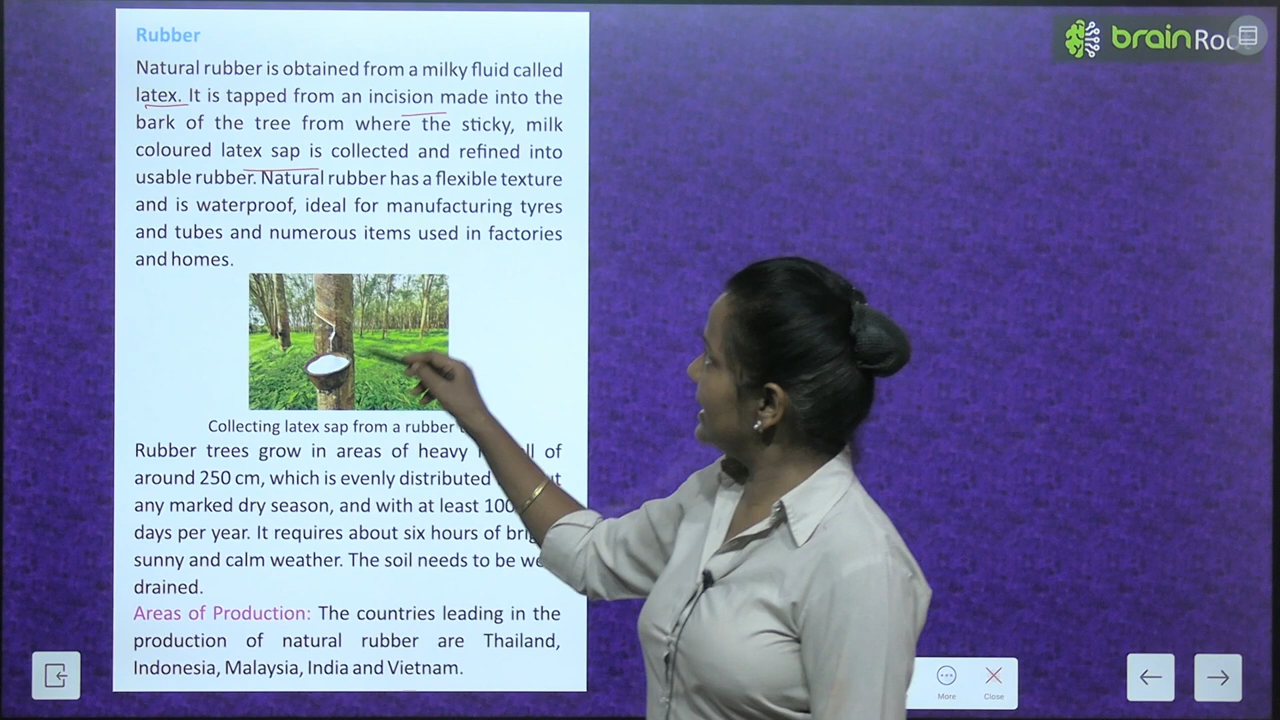 Rubber
Natural rubber is obtained from a milky fluid called
latex. It is tapped from an incision made into the
bark of the tree from where the sticky, milk
coloured latex sap is collected and refined into
usable rubber. Natural rubber has a flexible texture
and is waterproof, ideal for manufacturing tyres
and tubes and numerous items used in factories
and homes.
Collecting latex sap from a rubber
Rubber trees grow in areas of heavy of
around 250 cm, which is evenly distributed
any marked dry season, and with at least 100
days per year. It requires about six hours of
sunny and calm weather. The soil needs to be
drained.
Areas of Production: The countries leading in the
production of natural rubber are Thailand,
Indonesia, Malaysia, India and Vietnam.
brain
More
Close